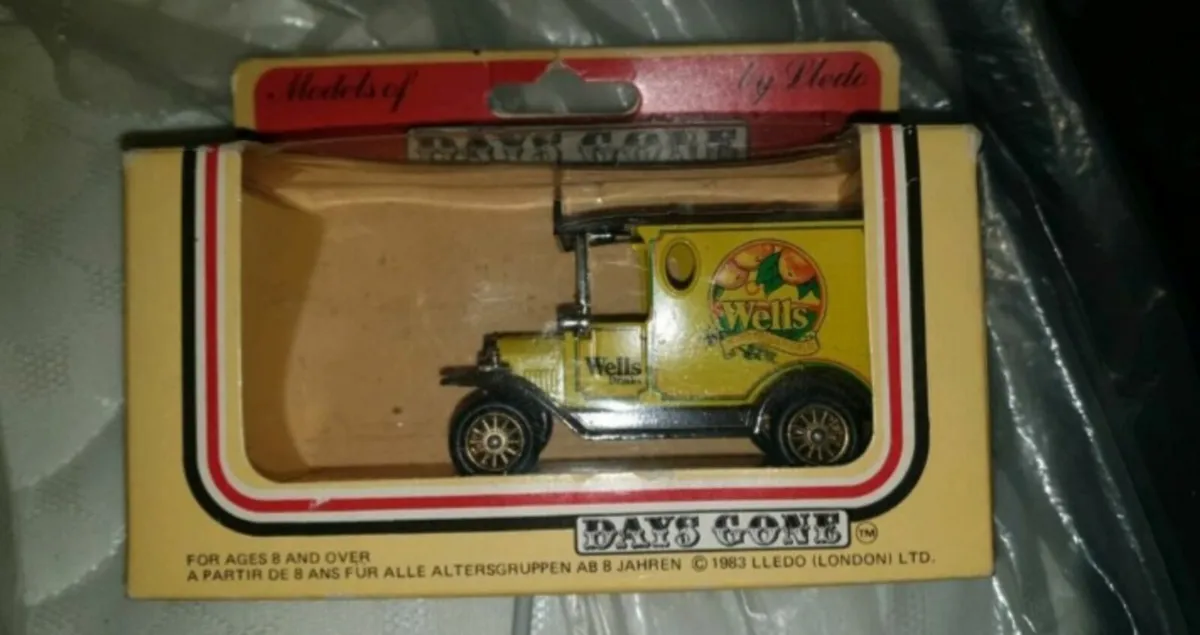 Models of by Lledo
DAYS GONE
Wells
Wells
Drinks
DAYS GONE ™
FOR AGES 8 AND OVER
A PARTIR DE 8 ANS FÜR ALLE ALTERSGRUPPEN AB 8 JAHREN © 1983 LLEDO (LONDON) LTD.